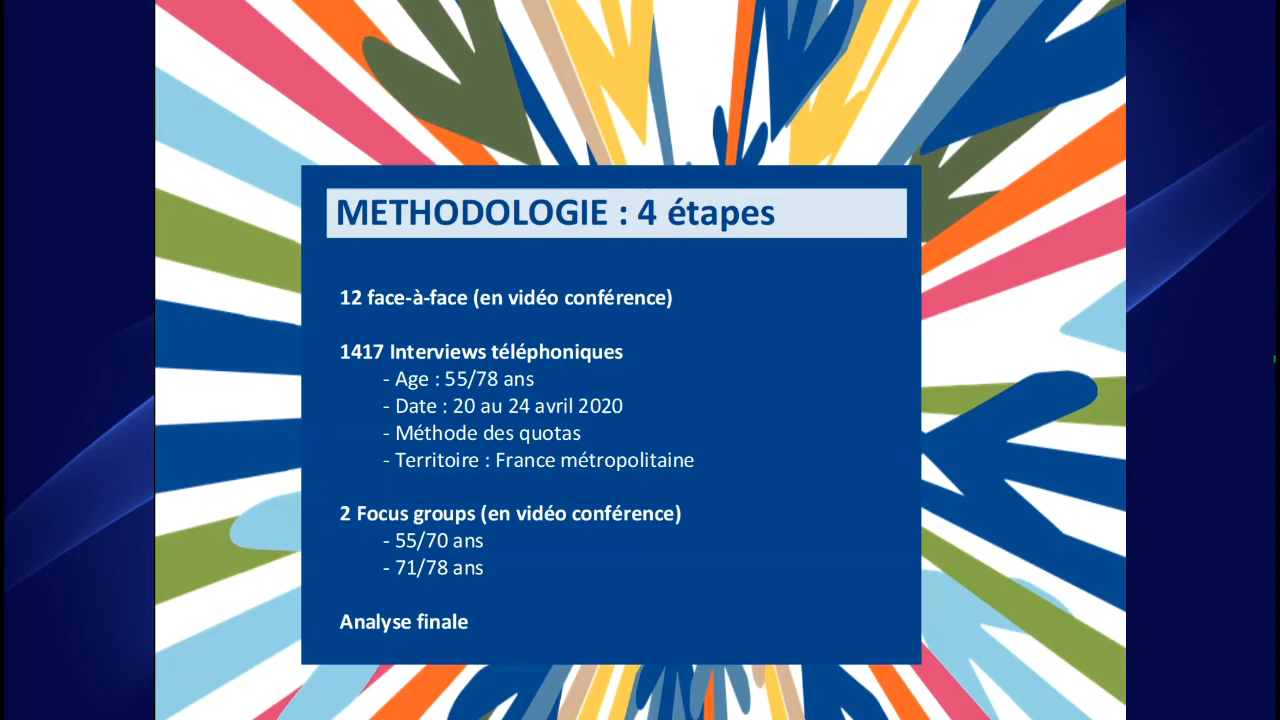 METHODOLOGIE : 4 étapes
12 face-à-face (en vidéo conférence)
1417 Interviews téléphoniques
- Age : 55/78 ans
- Date : 20 au 24 avril 2020
- Méthode des quotas
- Territoire : France métropolitaine
2 Focus groups (en vidéo conférence)
- 55/70 ans
- 71/78 ans
Analyse finale